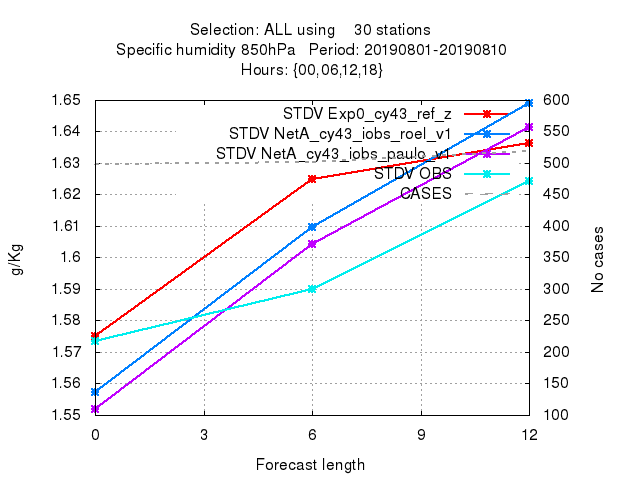 Selection: ALL using 30 stations
Specific humidity 850hPa Period: 20190801-20190810
Hours: {00,06,12,18}
1.65 600
STDV Exp0_cy43_ref_z
1.64 STDV NetA_cy43_iobs_roel_v1 550
STDV NetA_cy43_iobs_paulo_v1
1.63 500
STDV OBS
1.62 CASES 450
1.61 400
1.6 350
g/Kg No cases
1.59 300
1.58 250
1.57 200
1.56 150
1.55 100
0 3 6 9 12
Forecast length